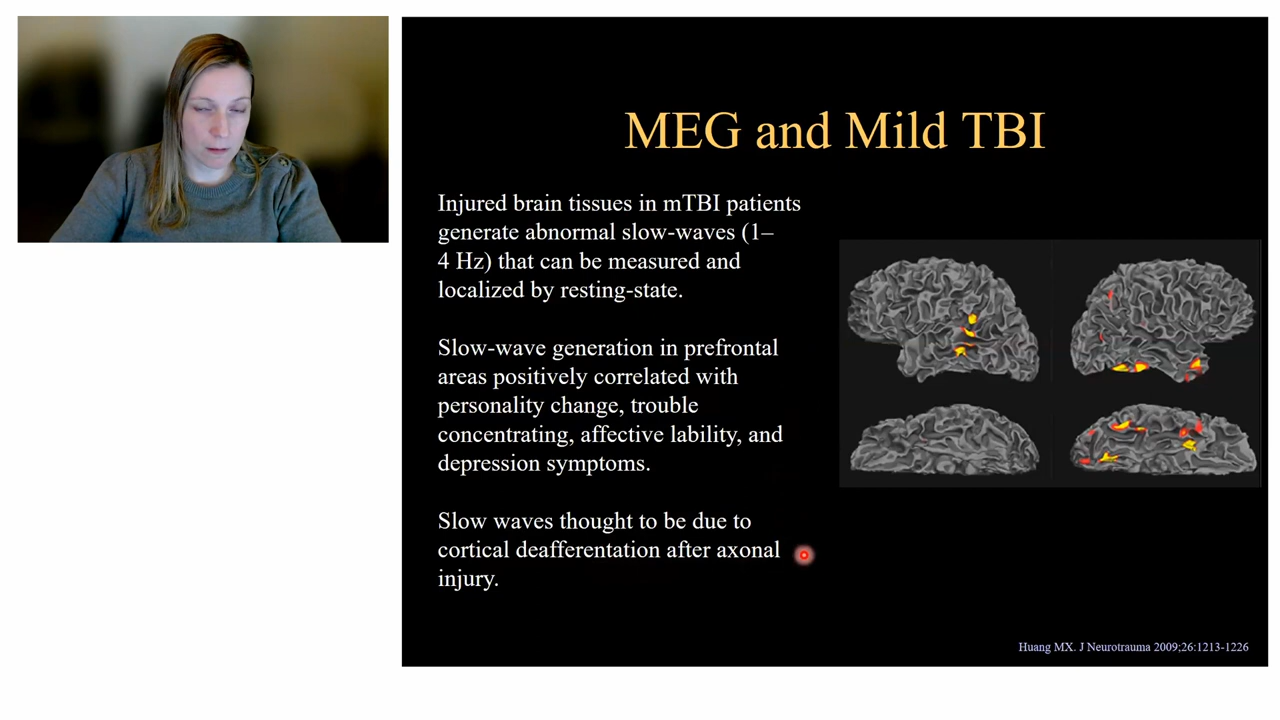 MEG and Mild TBI
Injured brain tissues in mTBI patients
generate abnormal slow-waves (1–
4 Hz) that can be measured and
localized by resting-state.
Slow-wave generation in prefrontal
areas positively correlated with
personality change, trouble
concentrating, affective lability, and
depression symptoms.
Slow waves thought to be due to
cortical deafferentation after axonal
injury.
Huang MX. J Neurotrauma 2009;26:1213-1226